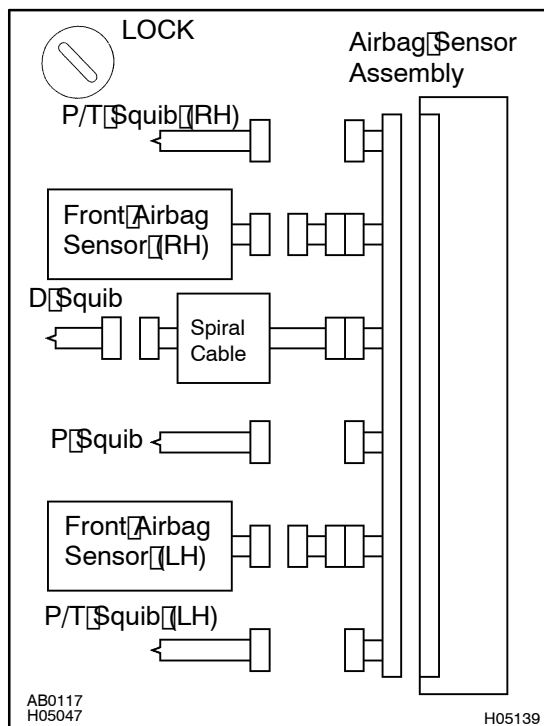 LOCK
Airbag Sensor
Assembly
P/T Squib (RH)
Front Airbag
Sensor (RH)
D Squib
Spiral
Cable
P Squib
Front Airbag
Sensor (LH)
P/T Squib (LH)
AB0117
H05047
H05139